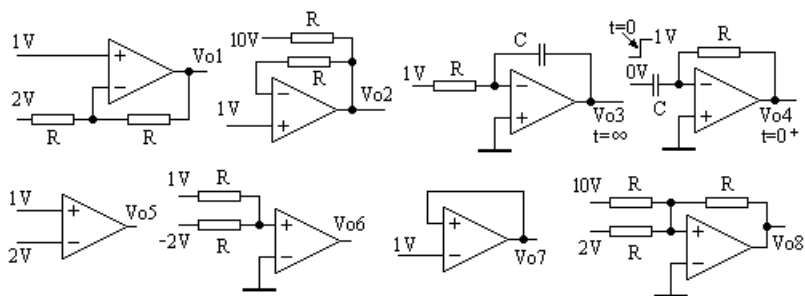 1V
+
−
Vo1
2V
R
R
10V
R
R
−
+
1V
Vo2
C
1V
R
−
+
Vo3
t=∞
t=0
1V
R
0V
C
−
+
Vo4
t=0⁺
1V
+
−
2V
Vo5
1V
R
-2V
R
+
−
Vo6
+
−
1V
Vo7
10V
R
R
2V
R
+
−
Vo8